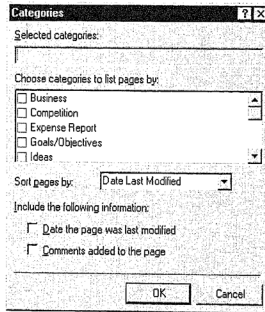 Categories
Selected categories:
Choose categories to list pages by:
Business
Competition
Expense Report
Goals/Objectives
Ideas
Sort pages by: Date Last Modified
Include the following information:
Date the page was last modified
Comments added to the page
OK Cancel